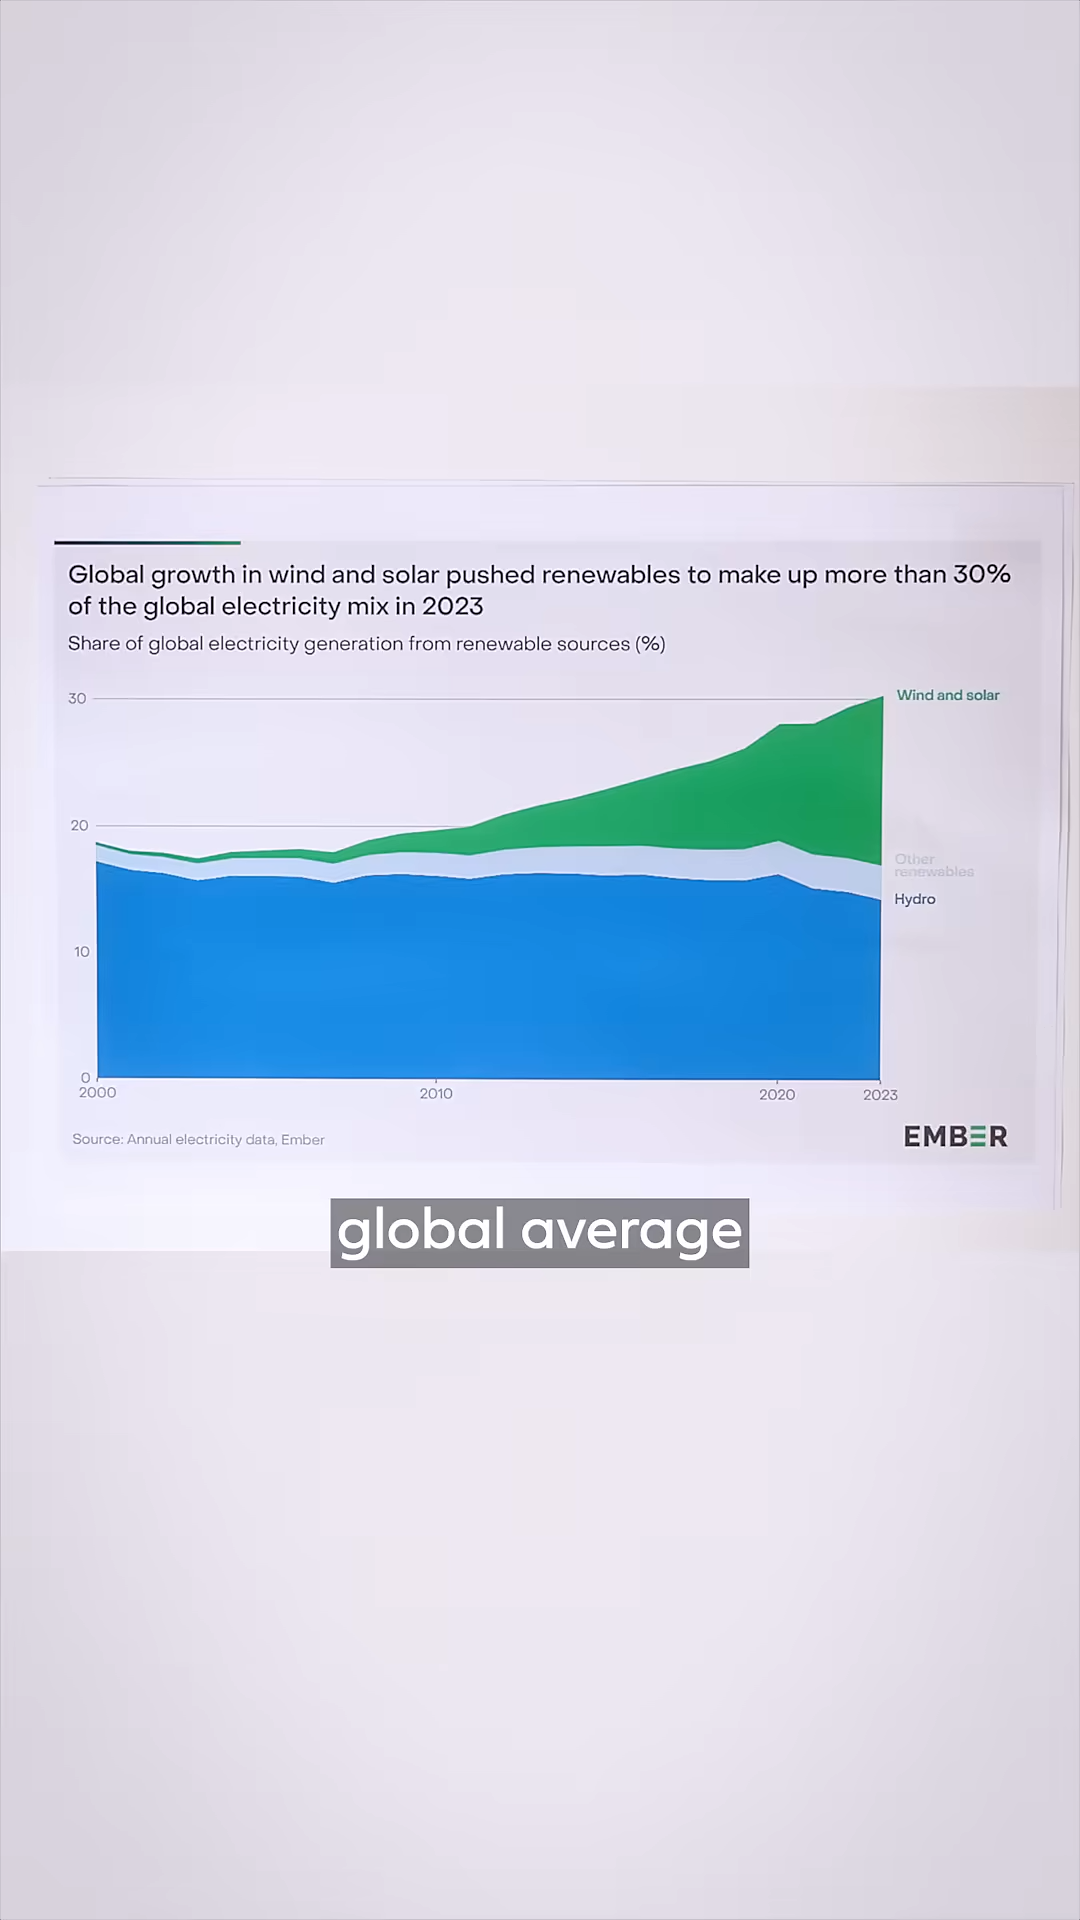 Global growth in wind and solar pushed renewables to make up more than 30%
of the global electricity mix in 2023
Share of global electricity generation from renewable sources (%)
30
Wind and solar
20
Other
renewables
Hydro
10
0
2000
2010
2020
2023
Source: Annual electricity data, Ember
EMBER
global average